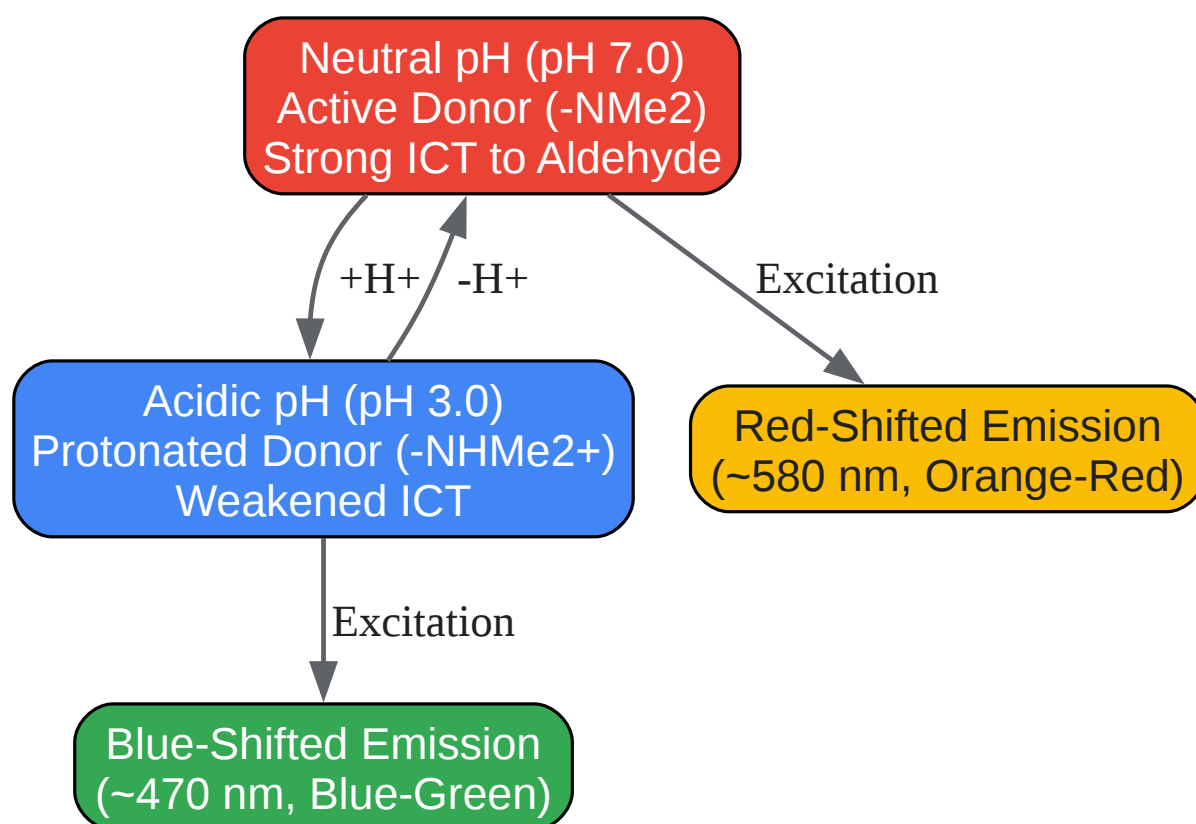 Neutral pH (pH 7.0)
Active Donor (-NMe2)
Strong ICT to Aldehyde
+H+
-H+
Excitation
Acidic pH (pH 3.0)
Protonated Donor (-NHMe2+)
Weakened ICT
Red-Shifted Emission
(~580 nm, Orange-Red)
Excitation
Blue-Shifted Emission
(~470 nm, Blue-Green)